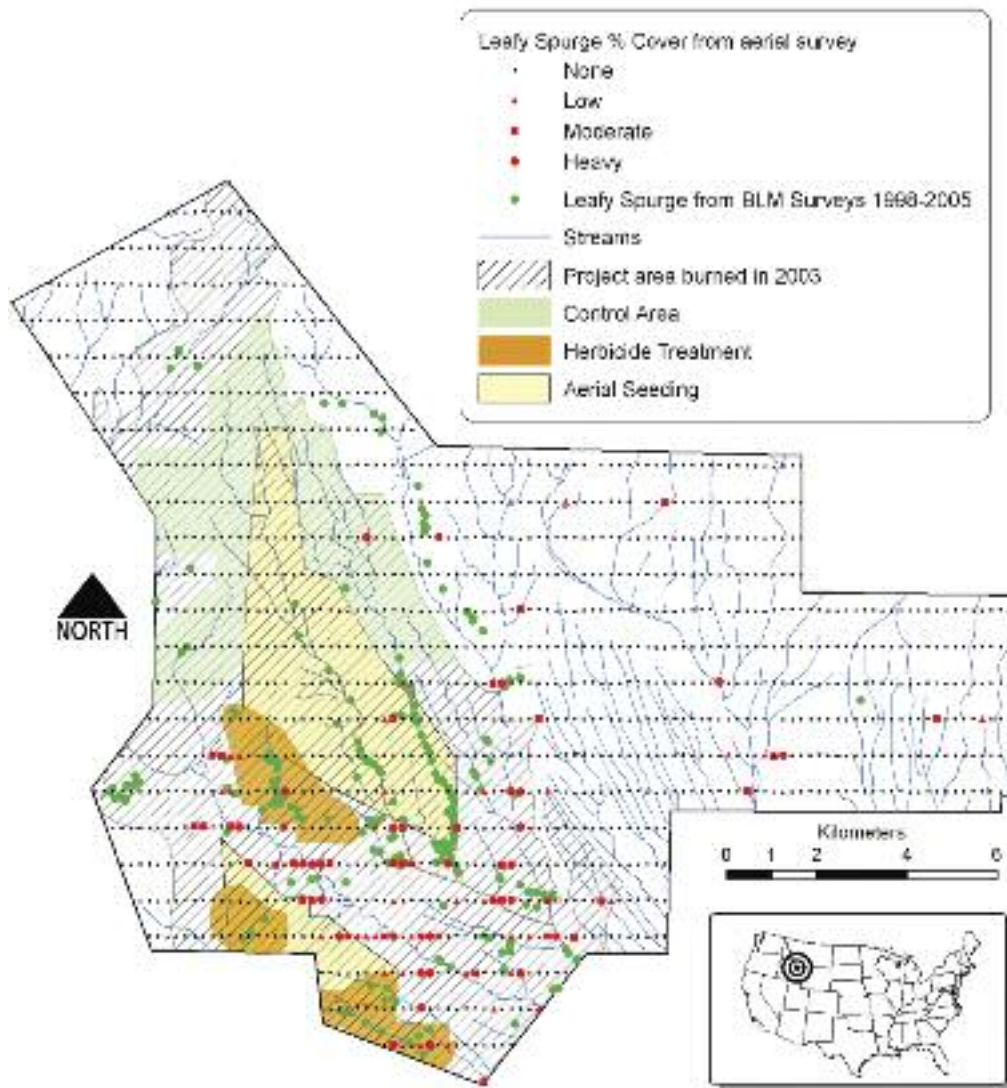 Leafy Spurge % Cover from aerial survey
None
Low
Moderate
Heavy
Leafy Spurge from BLM Surveys 1998-2005
Streams
Project area burned in 2003
Control Area
Herbicide Treatment
Aerial Seeding
NORTH
Kilometers
0 1 2 4 6